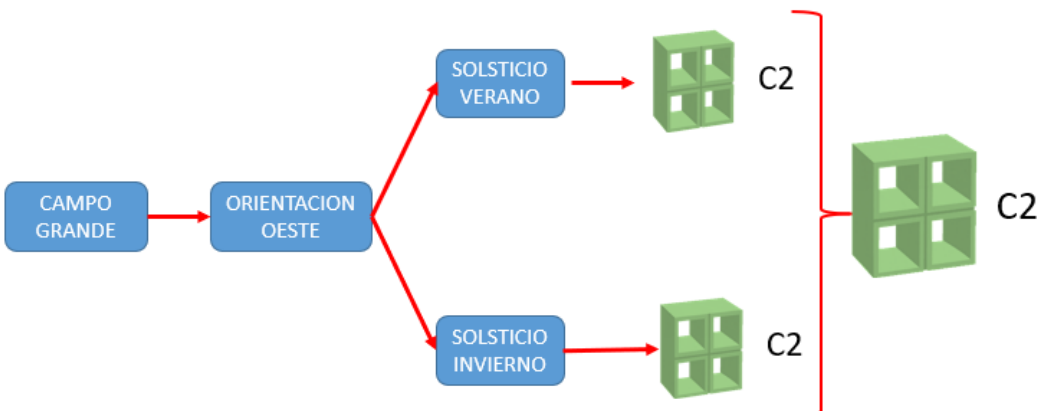 CAMPO
GRANDE
ORIENTACION
OESTE
SOLSTICIO
VERANO
C2
SOLSTICIO
INVIERNO
C2
C2